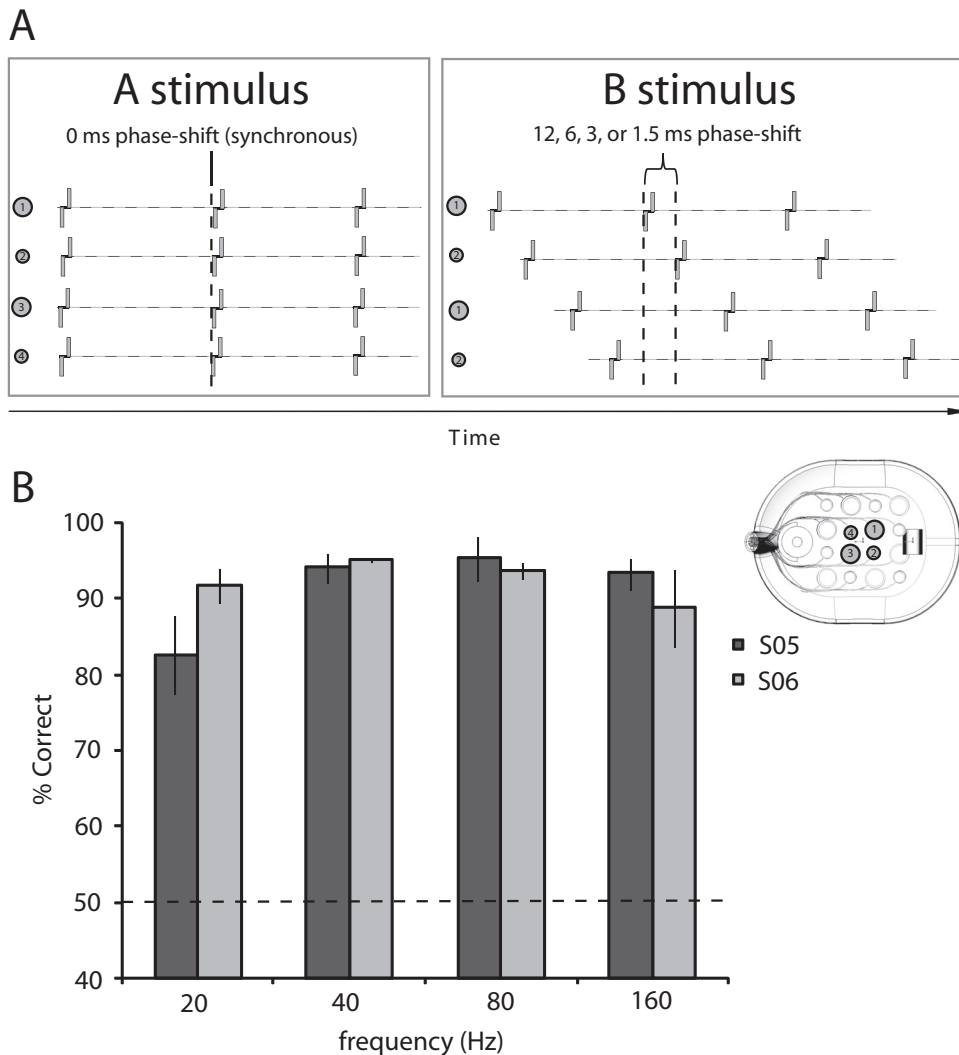 A
A stimulus
0 ms phase-shift (synchronous)
1
2
3
4
B stimulus
12, 6, 3, or 1.5 ms phase-shift
1
2
1
2
Time
B
100
90
80
70
60
50
40
% Correct
20
40
80
160
frequency (Hz)
4
1
3
2
S05
S06